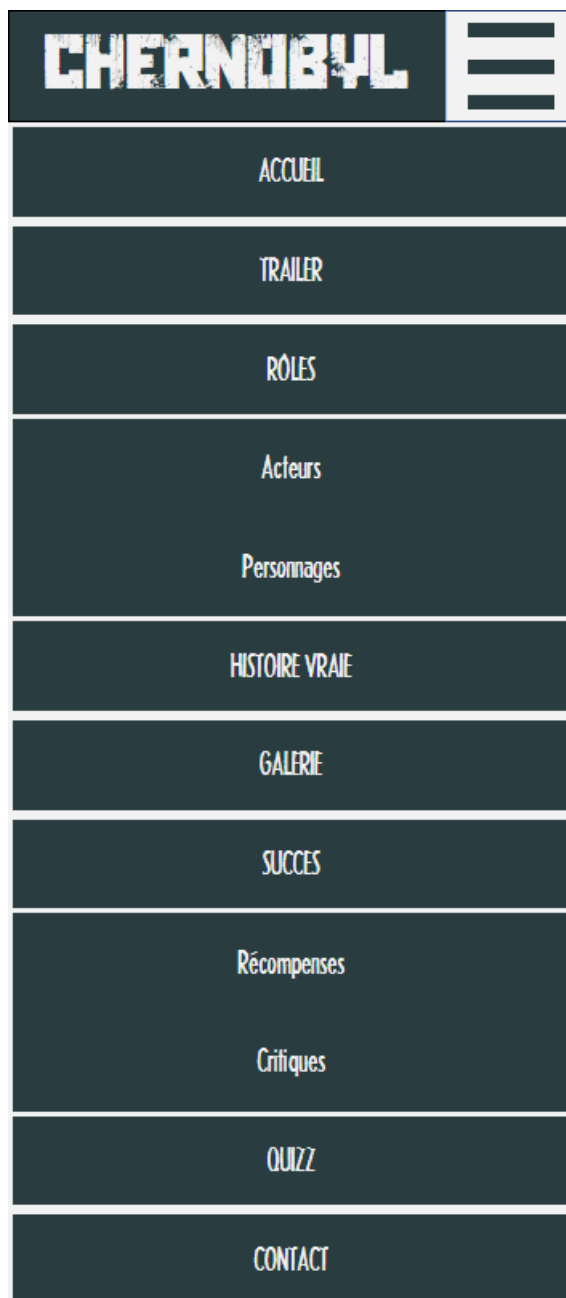 CHERNOBYL
ACCUEIL
TRAILER
RÔLES
Acteurs
Personnages
HISTOIRE VRAIE
GALERIE
SUCCES
Récompenses
Critiques
QUIZZ
CONTACT